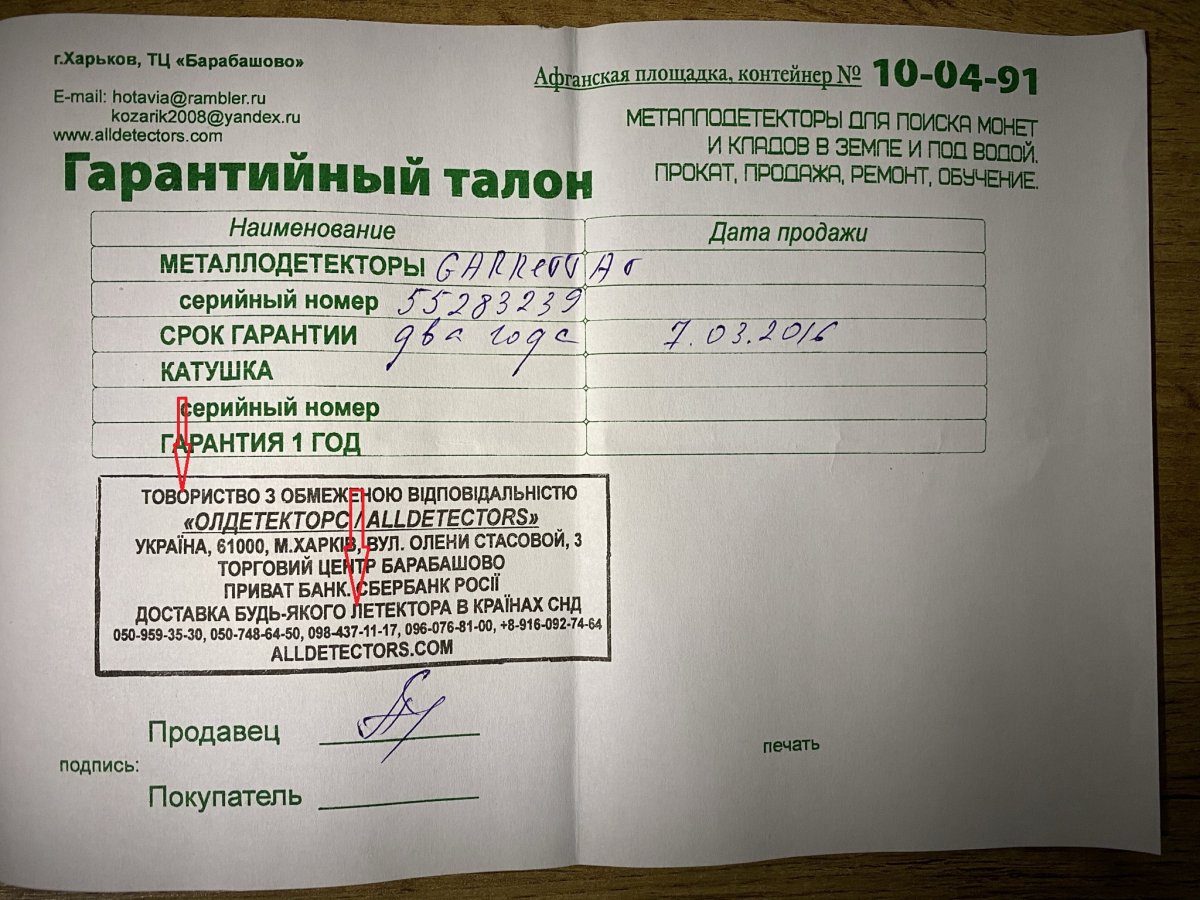 г.Харьков, ТЦ «Барабашово»
E-mail: hotavia@rambler.ru
kozarik2008@yandex.ru
www.alldetectors.com
Афганская площадка, контейнер № 10-04-91
МЕТАЛЛОДЕТЕКТОРЫ ДЛЯ ПОИСКА МОНЕТ
И КЛАДОВ В ЗЕМЛЕ И ПОД ВОДОЙ.
ПРОКАТ, ПРОДАЖА, РЕМОНТ, ОБУЧЕНИЕ.
Гарантийный талон
Наименование Дата продажи
МЕТАЛЛОДЕТЕКТОРЫ GARRETT
серийный номер 55283239
СРОК ГАРАНТИИ два года 7.03.2016
КАТУШКА
серийный номер
ГАРАНТИЯ 1 ГОД
ТОВОРИСТВО З ОБМЕЖЕНОЮ ВІДПОВІДАЛЬНІСТЮ
«ОЛДЕТЕКТОРС / ALLDETECTORS»
УКРАЇНА, 61000, М.ХАРКІВ, ВУЛ. ОЛЕНИ СТАСОВОЙ, 3
ТОРГОВИЙ ЦЕНТР БАРАБАШОВО
ПРИВАТ БАНК. СБЕРБАНК РОСІЇ
ДОСТАВКА БУДЬ-ЯКОГО ЛЕТЕКТОРА В КРАЇНАХ СНД
050-959-35-30, 050-748-64-50, 098-437-11-17, 096-076-81-00, +8-916-092-74-64
ALLDETECTORS.COM
Продавец
подпись:
Покупатель
печать